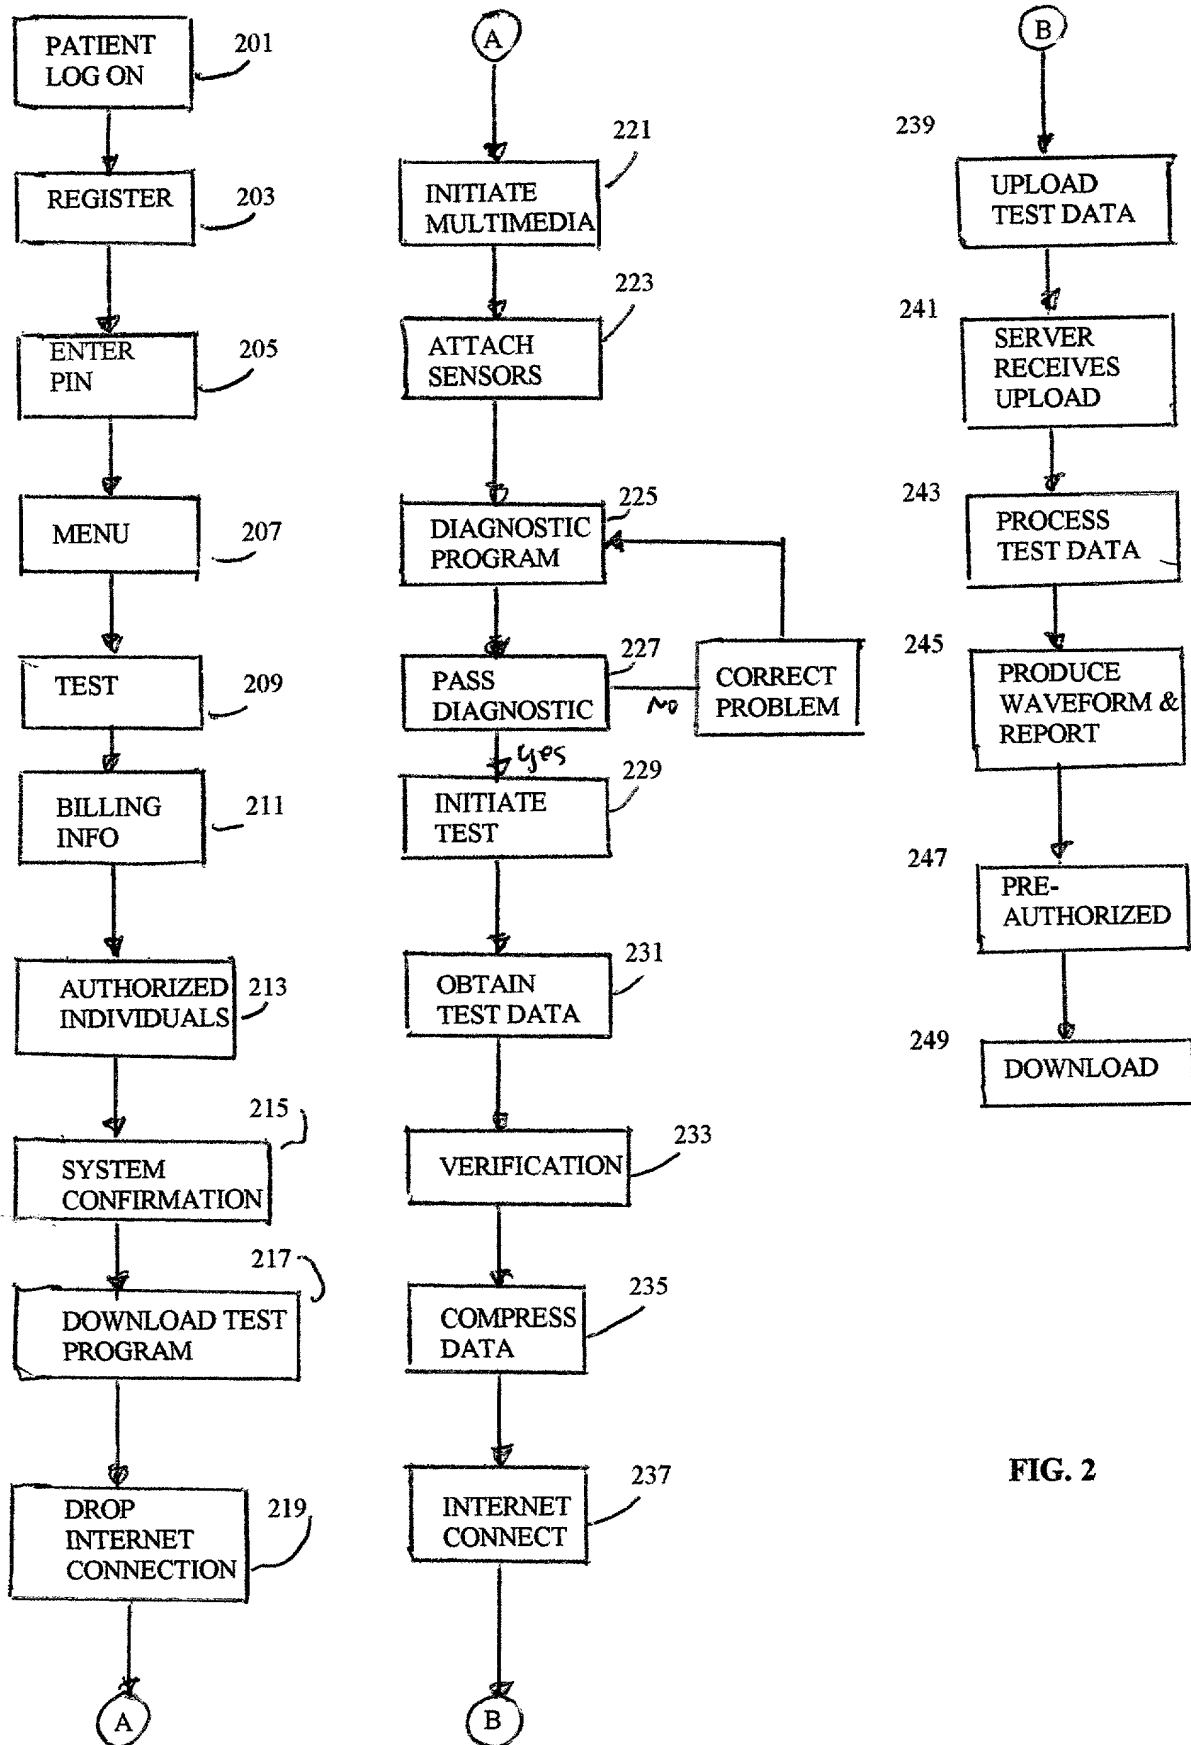 PATIENT
LOG ON
201
REGISTER
203
ENTER
PIN
205
MENU
207
TEST
209
BILLING
INFO
211
AUTHORIZED
INDIVIDUALS
213
215
SYSTEM
CONFIRMATION
217
DOWNLOAD TEST
PROGRAM
DROP
INTERNET
CONNECTION
219
A
A
221
INITIATE
MULTIMEDIA
223
ATTACH
SENSORS
225
DIAGNOSTIC
PROGRAM
227
PASS
DIAGNOSTIC
NO
CORRECT
PROBLEM
yes
229
INITIATE
TEST
231
OBTAIN
TEST DATA
233
VERIFICATION
235
COMPRESS
DATA
237
INTERNET
CONNECT
B
B
239
UPLOAD
TEST DATA
241
SERVER
RECEIVES
UPLOAD
243
PROCESS
TEST DATA
245
PRODUCE
WAVEFORM &
REPORT
247
PRE-
AUTHORIZED
249
DOWNLOAD
FIG. 2